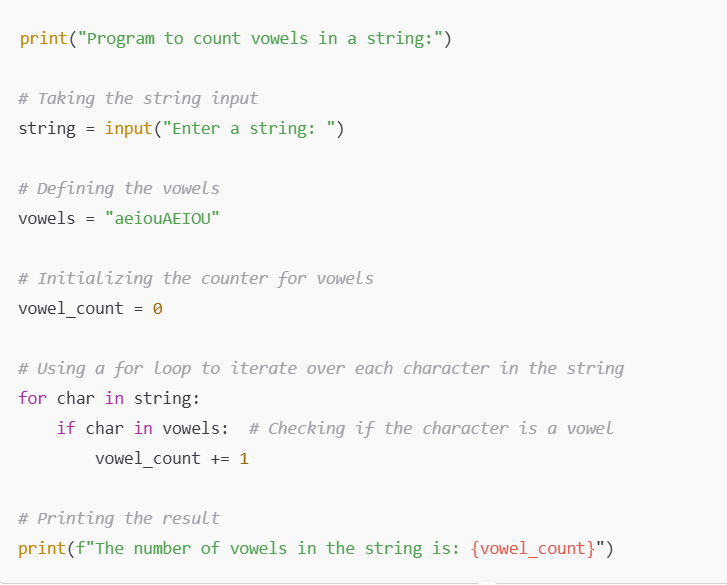 print("Program to count vowels in a string:")
# Taking the string input
string = input("Enter a string: ")
# Defining the vowels
vowels = "aeiouAEIOU"
# Initializing the counter for vowels
vowel_count = 0
# Using a for loop to iterate over each character in the string
for char in string:
    if char in vowels:  # Checking if the character is a vowel
        vowel_count += 1
# Printing the result
print(f"The number of vowels in the string is: {vowel_count}")